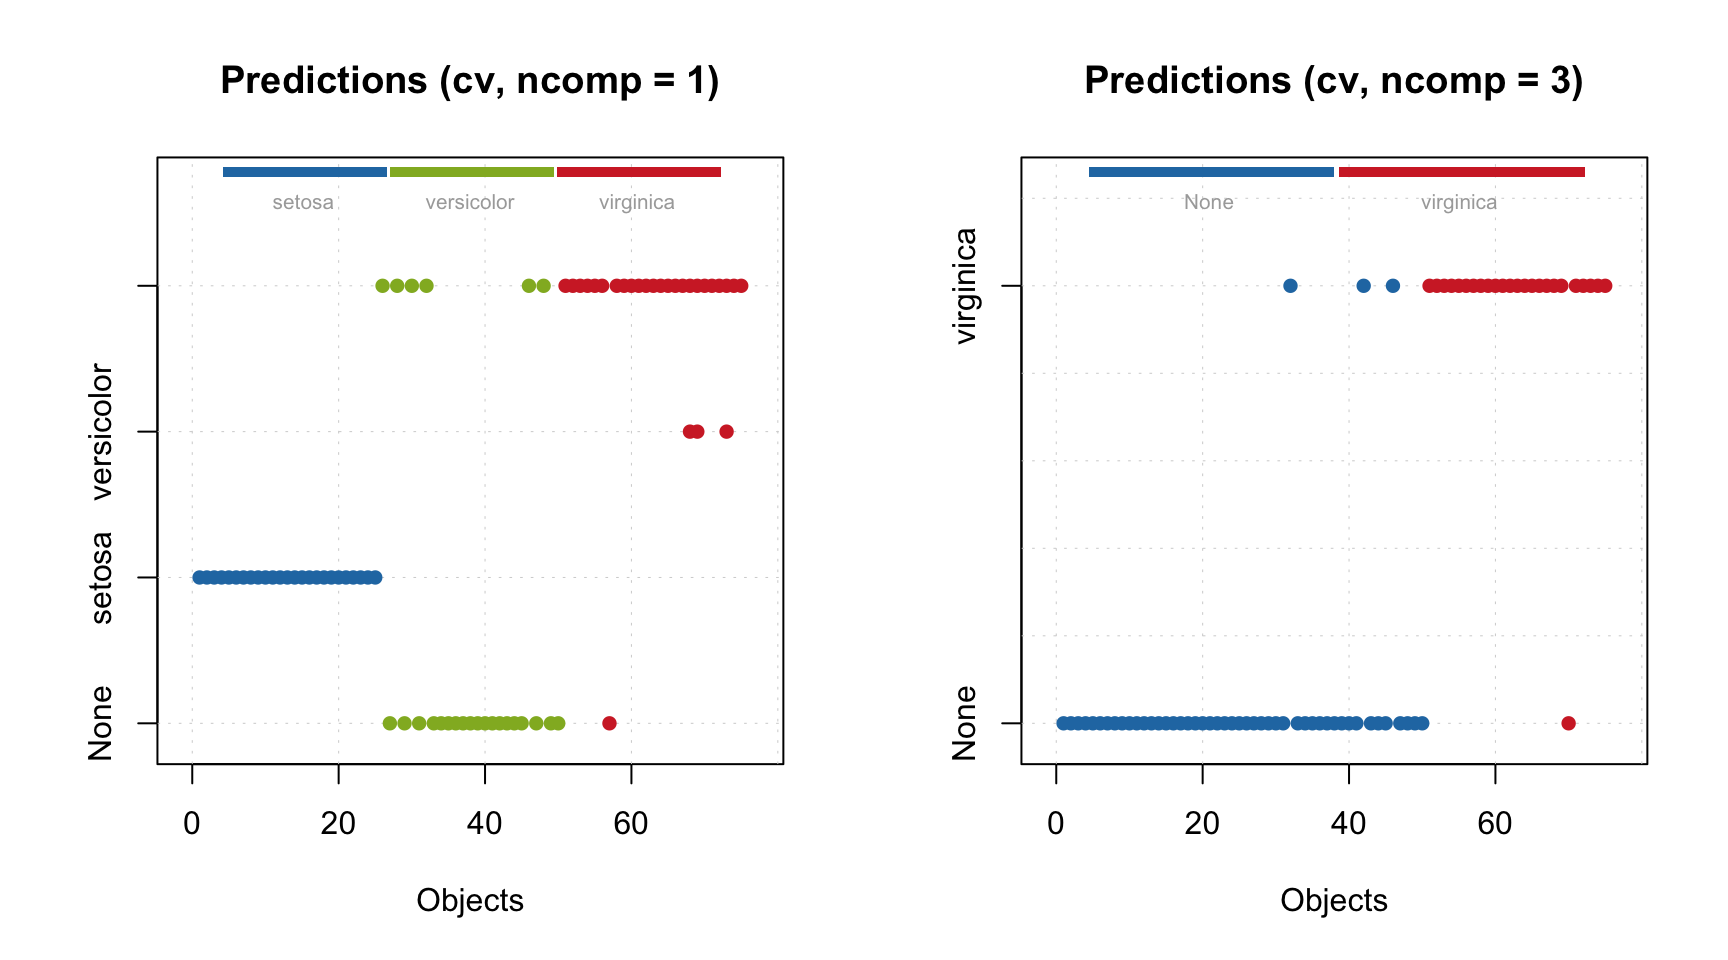 Predictions (cv, ncomp = 1)
setosa versicolor virginica
None setosa versicolor
0 20 40 60
Objects
Predictions (cv, ncomp = 3)
None virginica
None virginica
0 20 40 60
Objects